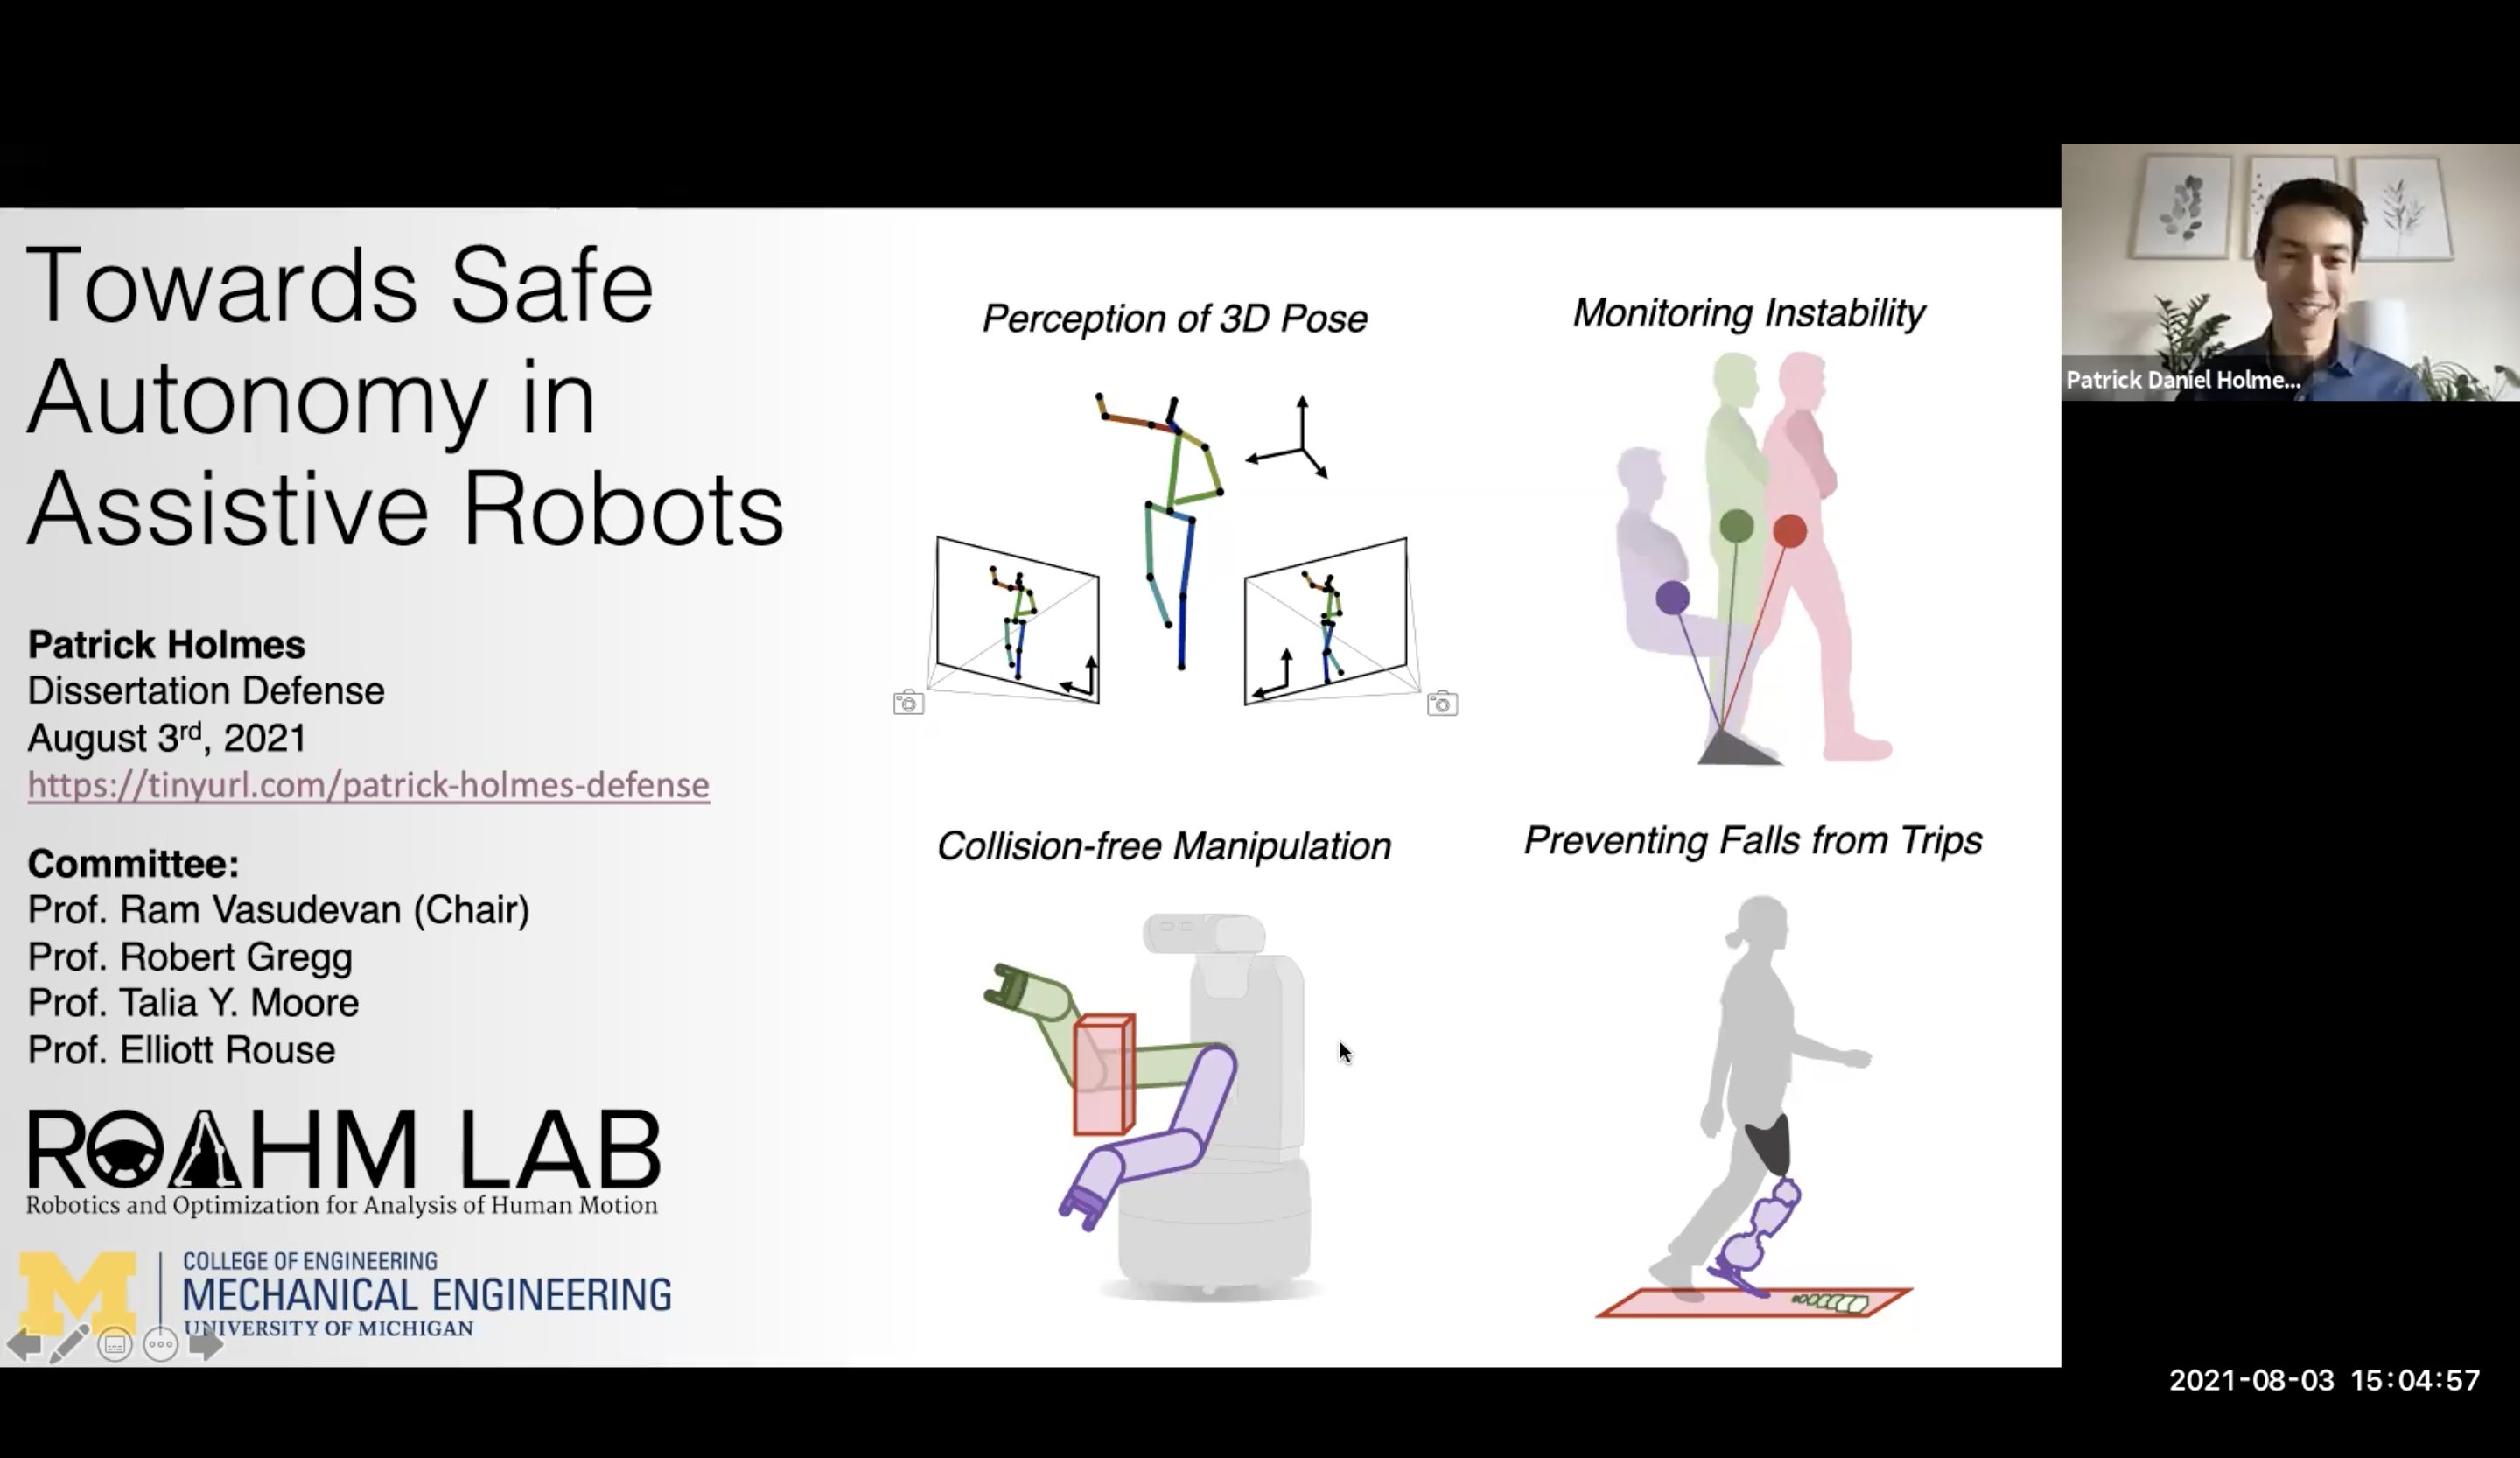 Towards Safe
Autonomy in
Assistive Robots
Patrick Holmes
Dissertation Defense
August 3rd, 2021
https://tinyurl.com/patrick-holmes-defense
Committee:
Prof. Ram Vasudevan (Chair)
Prof. Robert Gregg
Prof. Talia Y. Moore
Prof. Elliott Rouse
ROAHM LAB
Robotics and Optimization for Analysis of Human Motion
M
COLLEGE OF ENGINEERING
MECHANICAL ENGINEERING
UNIVERSITY OF MICHIGAN
Perception of 3D Pose
Monitoring Instability
Collision-free Manipulation
Preventing Falls from Trips
Patrick Daniel Holme...
2021-08-03 15:04:57